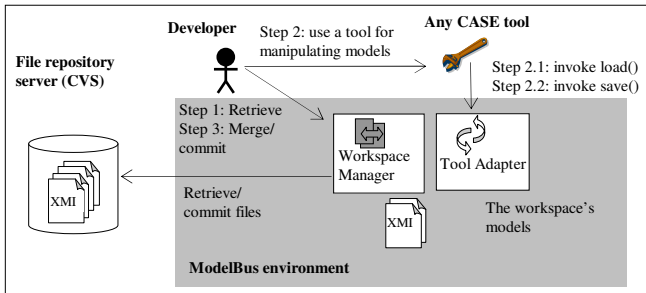 Developer
Step 2: use a tool for
manipulating models
Any CASE tool
File repository
server (CVS)
Step 2.1: invoke load()
Step 2.2: invoke save()
Step 1: Retrieve
Step 3: Merge/
commit
Workspace
Manager
Tool Adapter
XMI
Retrieve/
commit files
XMI
The workspace's
models
ModelBus environment